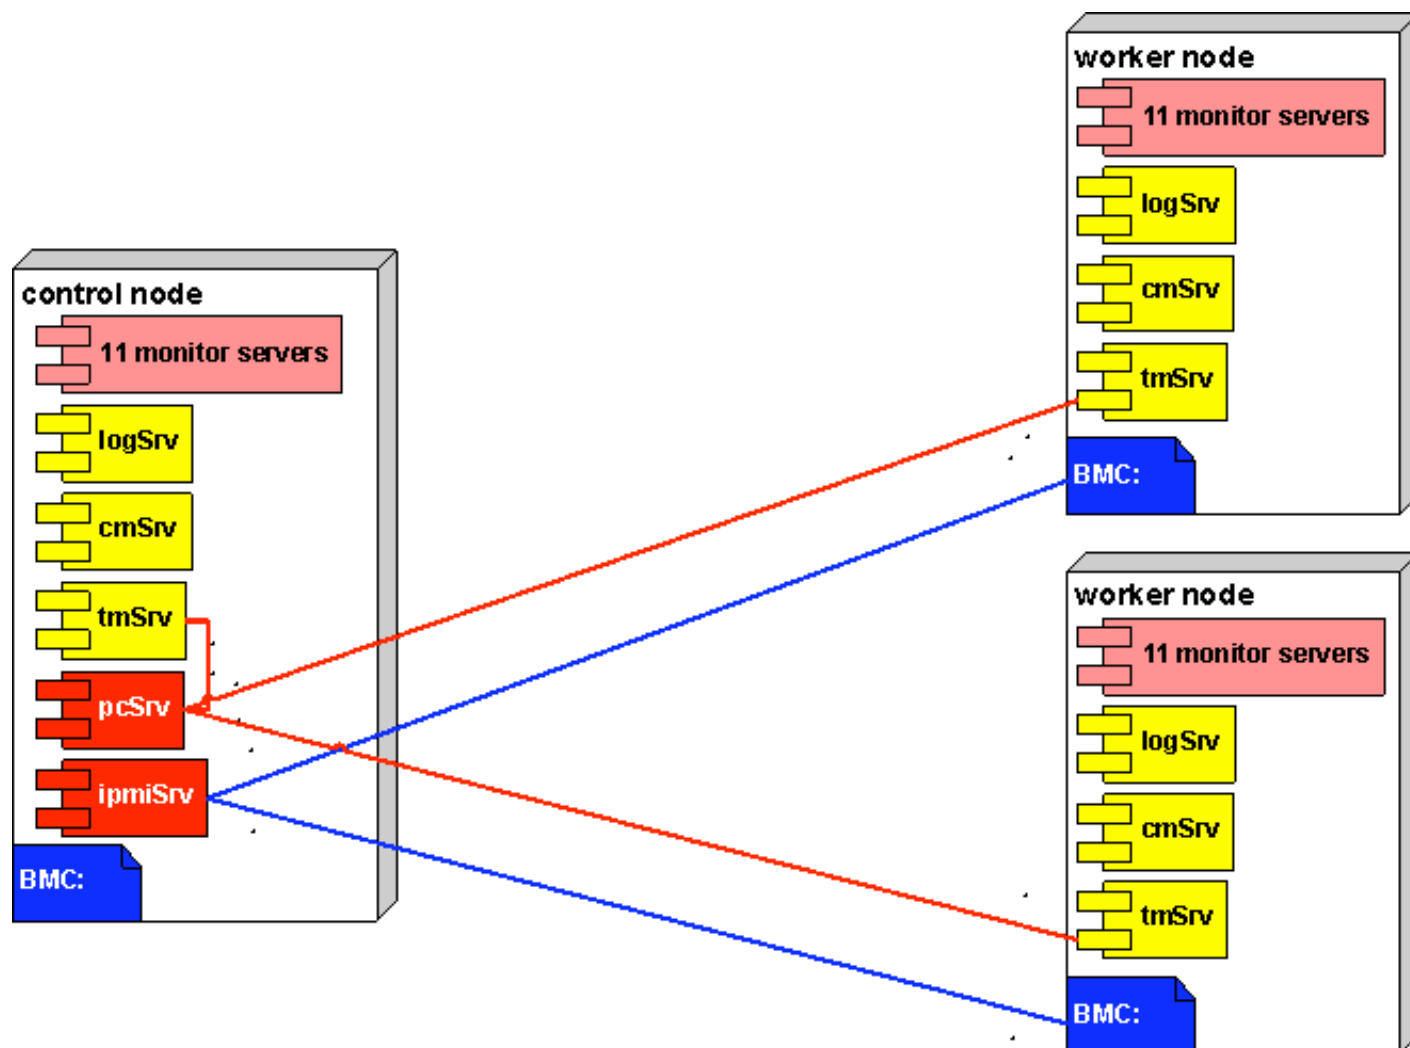 control node
11 monitor servers
logSrv
cmSrv
tmSrv
pcSrv
ipmiSrv
BMC:
worker node
11 monitor servers
logSrv
cmSrv
tmSrv
BMC:
worker node
11 monitor servers
logSrv
cmSrv
tmSrv
BMC: